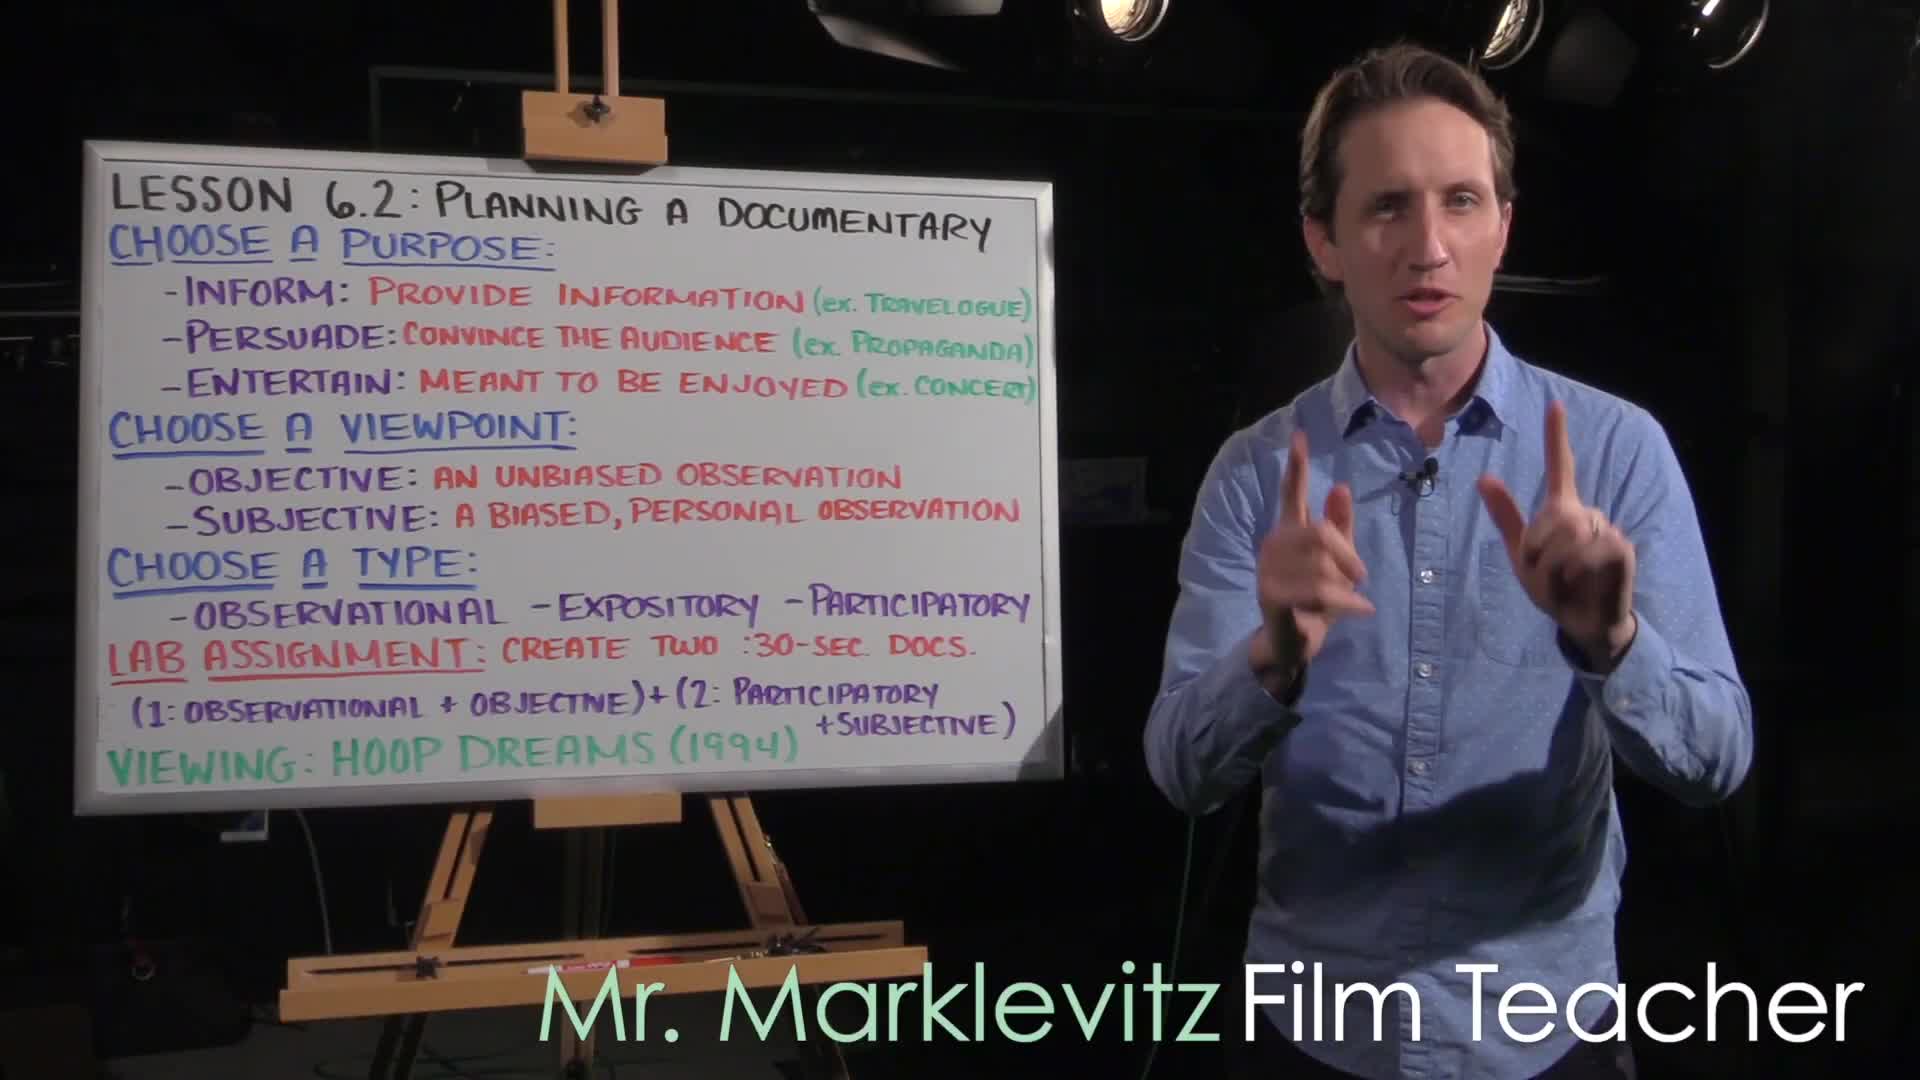 LESSON 6.2: PLANNING A DOCUMENTARY
CHOOSE A PURPOSE:
-INFORM: PROVIDE INFORMATION (ex. TRAVELOGUE)
-PERSUADE: CONVINCE THE AUDIENCE (ex. PROPAGANDA)
-ENTERTAIN: MEANT TO BE ENJOYED (ex. CONCERT)
CHOOSE A VIEWPOINT:
-OBJECTIVE: AN UNBIASED OBSERVATION
-SUBJECTIVE: A BIASED, PERSONAL OBSERVATION
CHOOSE A TYPE:
-OBSERVATIONAL -EXPOSITORY -PARTICIPATORY
LAB ASSIGNMENT: CREATE TWO :30-SEC. DOCS.
(1: OBSERVATIONAL + OBJECTIVE) + (2: PARTICIPATORY
+SUBJECTIVE)
VIEWING: HOOP DREAMS (1994)
Mr. Marklevitz Film Teacher